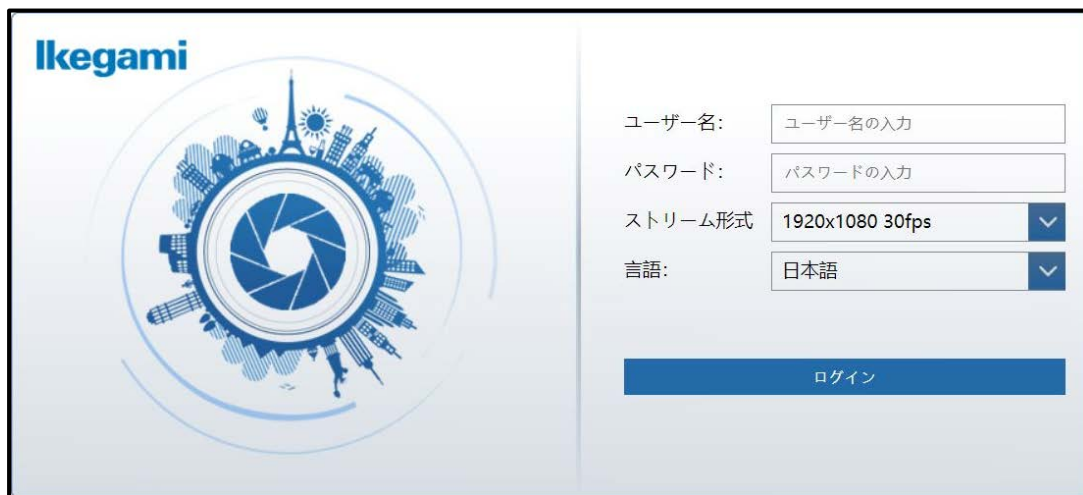 Ikegami
ユーザー名: ユーザー名の入力
パスワード: パスワードの入力
ストリーム形式 1920x1080 30fps
言語: 日本語
ログイン